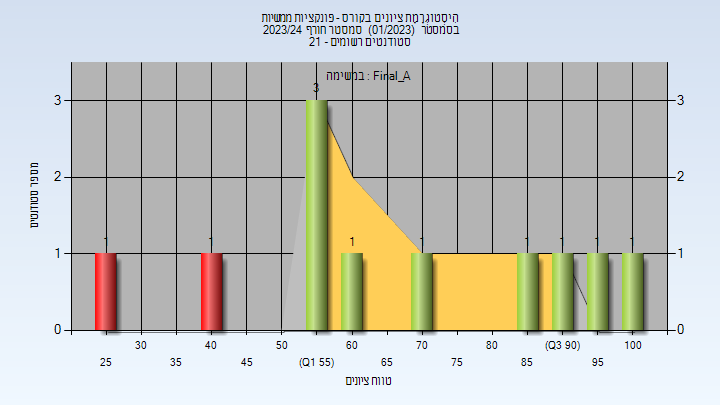 היסטוגרמת ציונים בקורס - פונקציות ממשיות
בסמסטר (01/2023) סמסטר חורף 2023/24
סטודנטים רשומים - 21
במשימה : Final_A
מספר סטודנטים
3 3
2 2
1 1
0 0
1 1 3 1 1 1 1 1 1
30 40 50 60 70 80 (Q3 90) 100
25 35 45 (Q1 55) 65 75 85 95
טווח ציונים